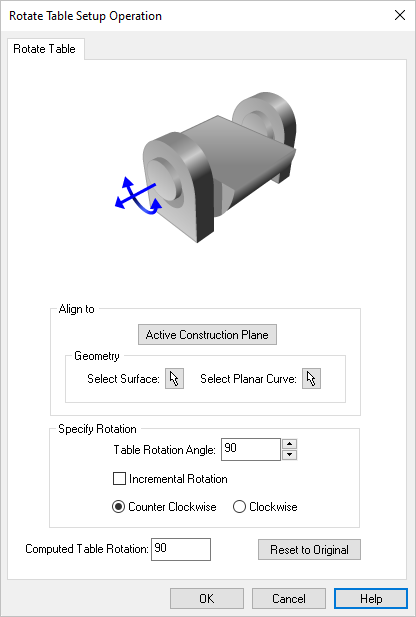 Rotate Table Setup Operation
Rotate Table
Align to
Active Construction Plane
Geometry
Select Surface: Select Planar Curve:
Specify Rotation
Table Rotation Angle: 90
Incremental Rotation
Counter Clockwise Clockwise
Computed Table Rotation: 90 Reset to Original
OK Cancel Help